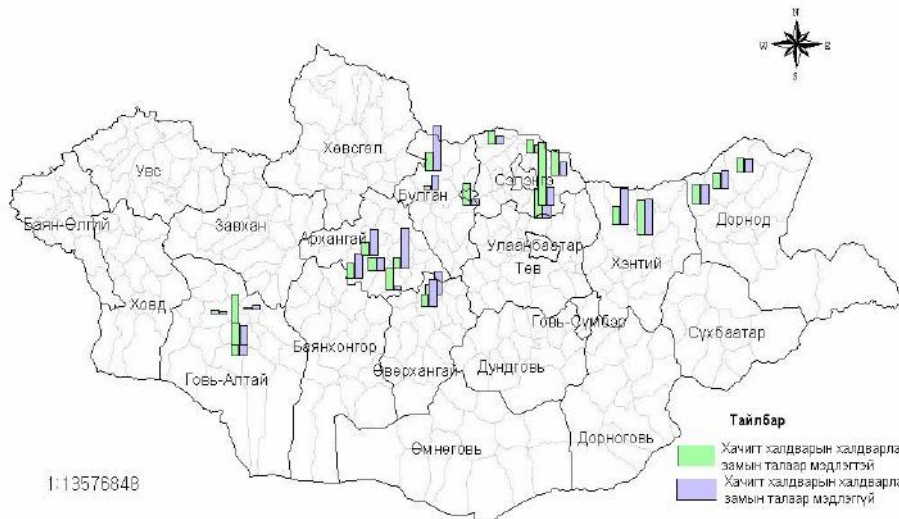 N
W E
S
Хөвсгөл
Увс
Сэлэнгэ
Булган
Баян-Өлгий
Завхан
Дорнод
Архангай
Улаанбаатар
Төв
Хэнтий
Ховд
Говь-Сүмбэр
Сүхбаатар
Баянхонгор
Өверхангай
Дундговь
Говь-Алтай
Дорноговь
Өмнөговь
Тайлбар
Хачигт халдварын халдварла
замын талаар мэдлэгтэй
Хачигт халдварын халдварла
замын талаар мэдлэггүй
1:13576848